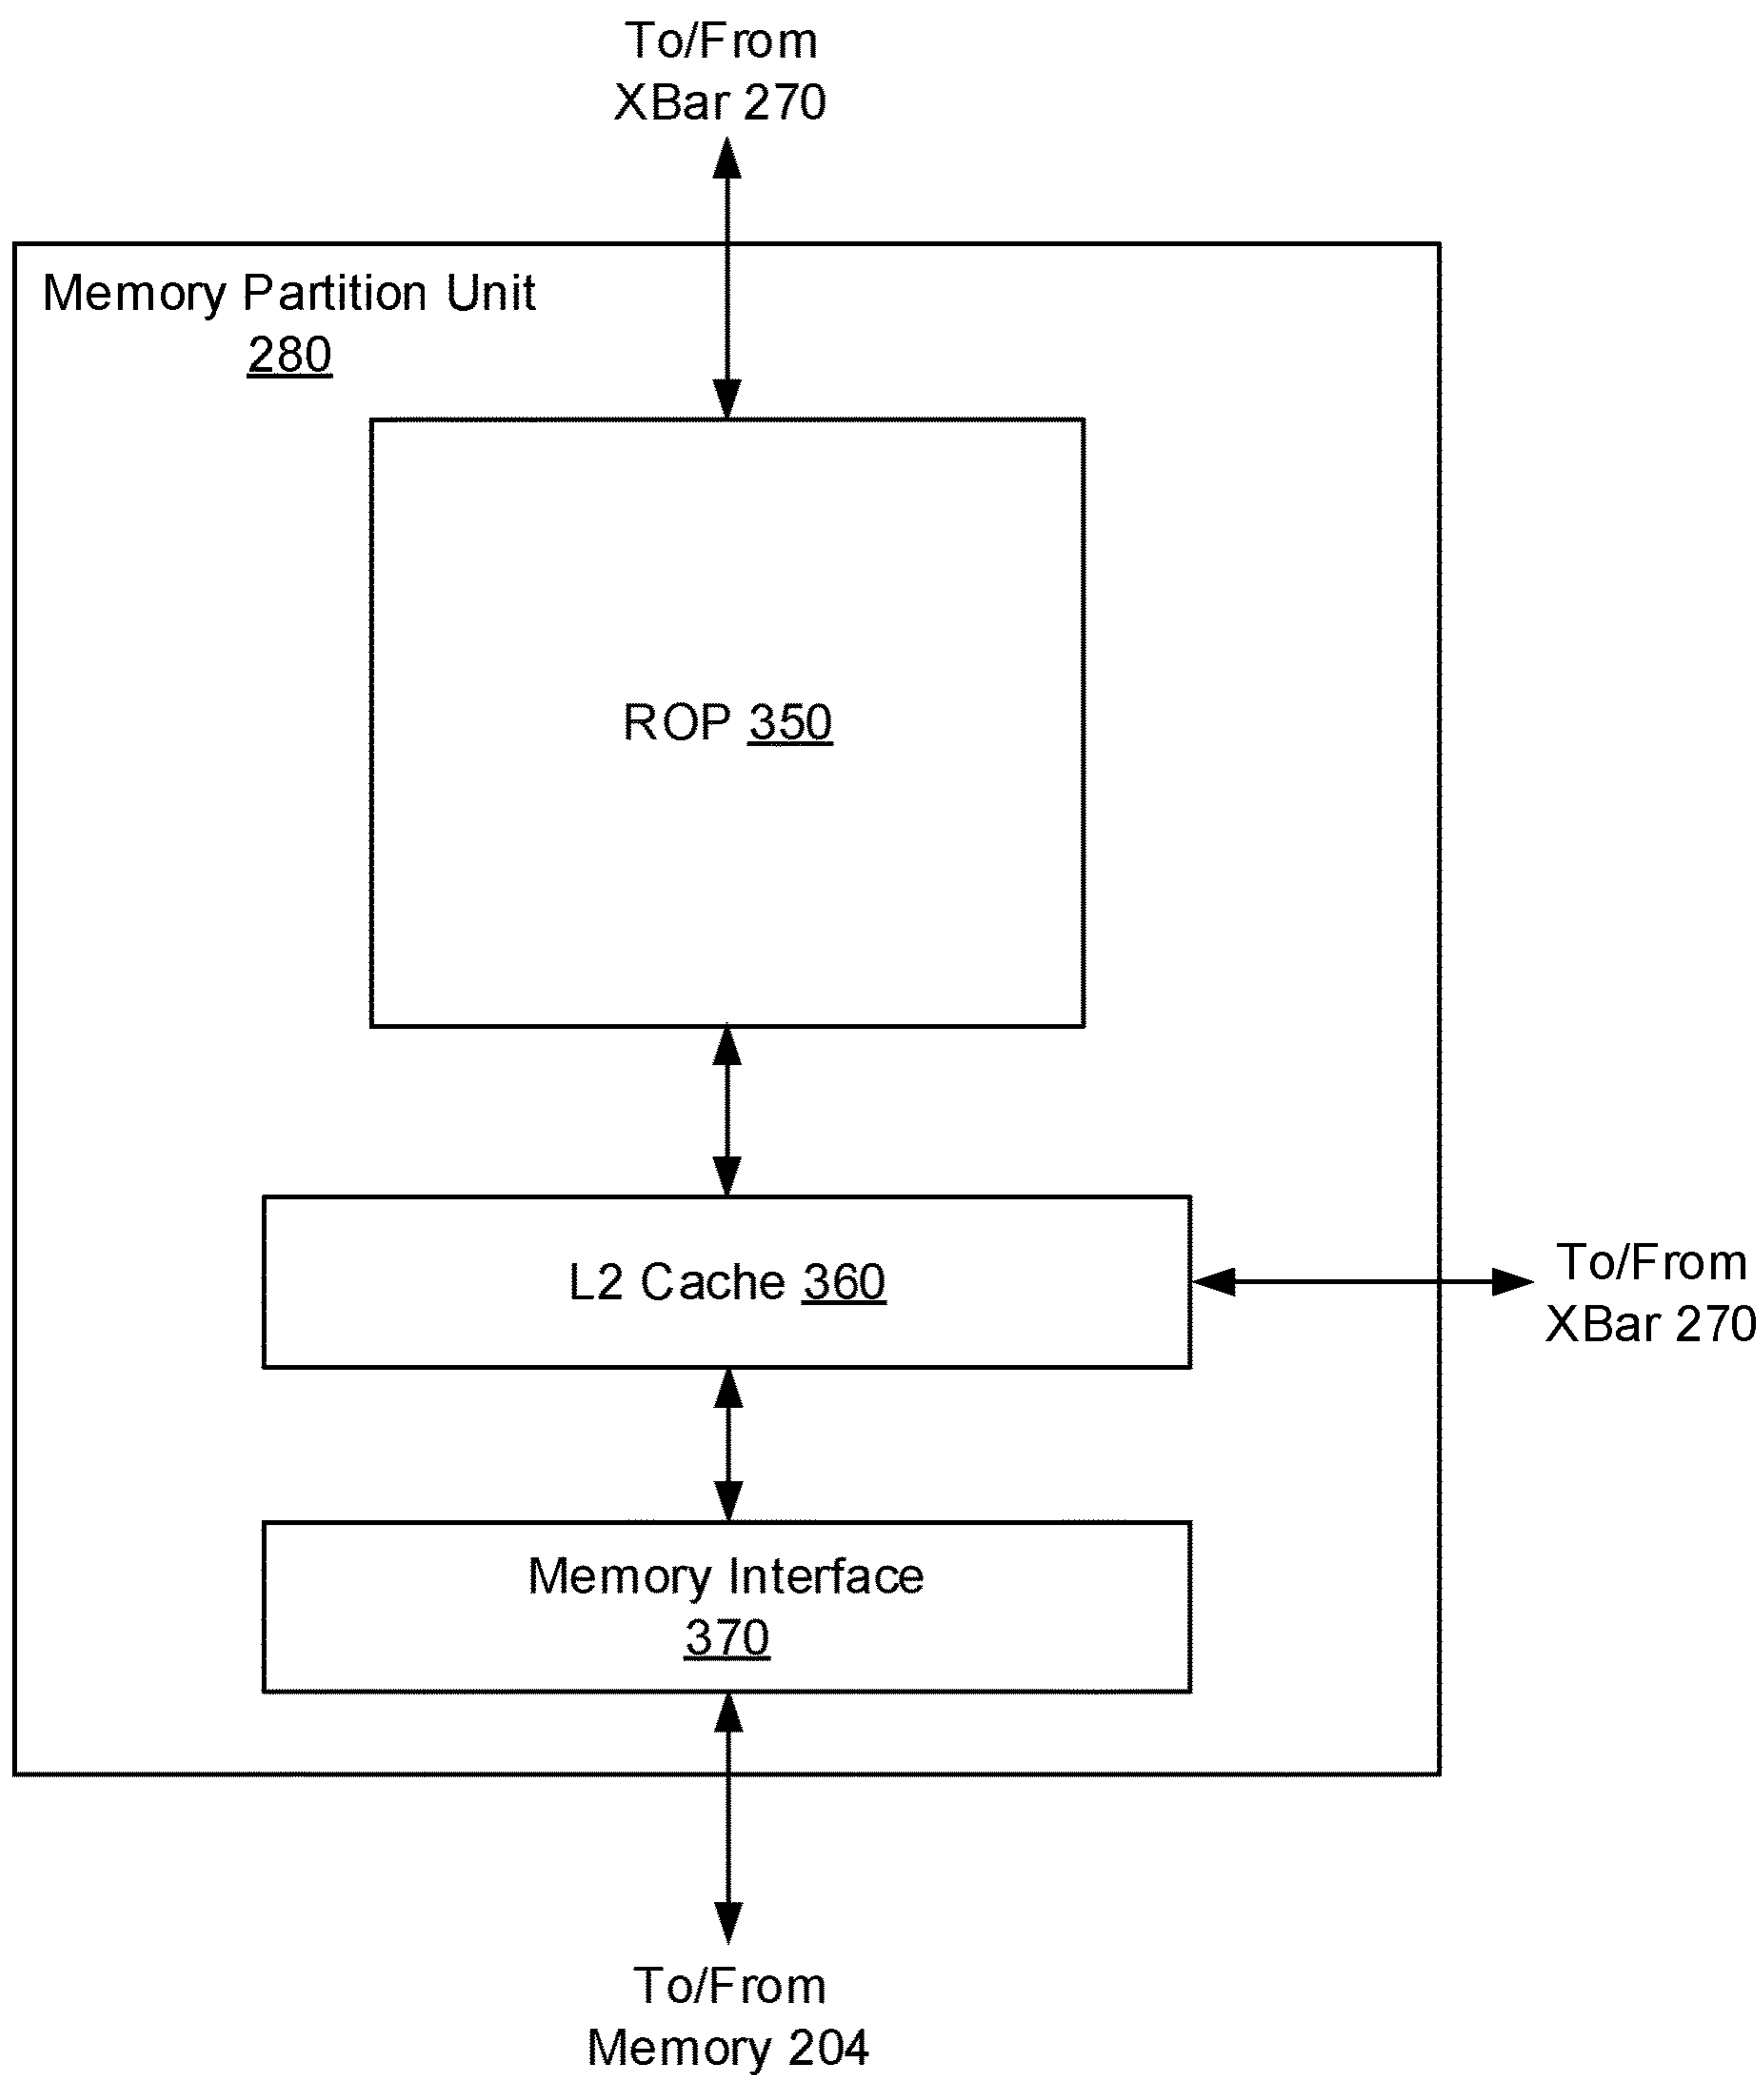 To/From
XBar 270
Memory Partition Unit
280
ROP 350
L2 Cache 360
To/From
XBar 270
Memory Interface
370
To/From
Memory 204